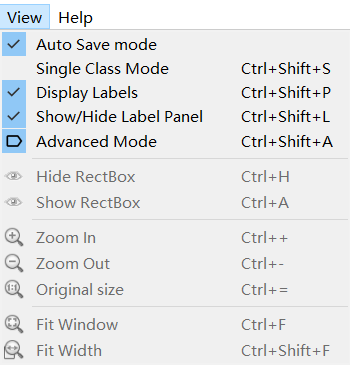 View Help
Auto Save mode
Single Class Mode Ctrl+Shift+S
Display Labels Ctrl+Shift+P
Show/Hide Label Panel Ctrl+Shift+L
Advanced Mode Ctrl+Shift+A
Hide RectBox Ctrl+H
Show RectBox Ctrl+A
Zoom In Ctrl++
Zoom Out Ctrl+-
Original size Ctrl+=
Fit Window Ctrl+F
Fit Width Ctrl+Shift+F